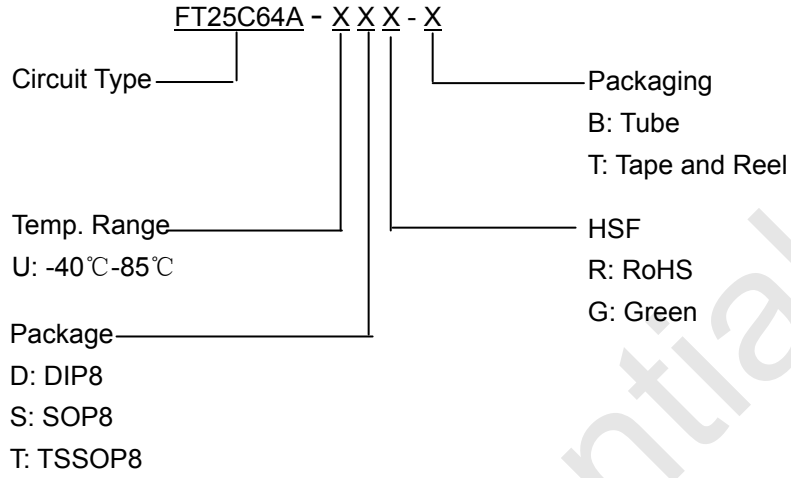 FT25C64A - X X X - X
Circuit Type
Packaging
B: Tube
T: Tape and Reel
Temp. Range
U: -40℃-85℃
HSF
R: RoHS
G: Green
Package
D: DIP8
S: SOP8
T: TSSOP8
ntial